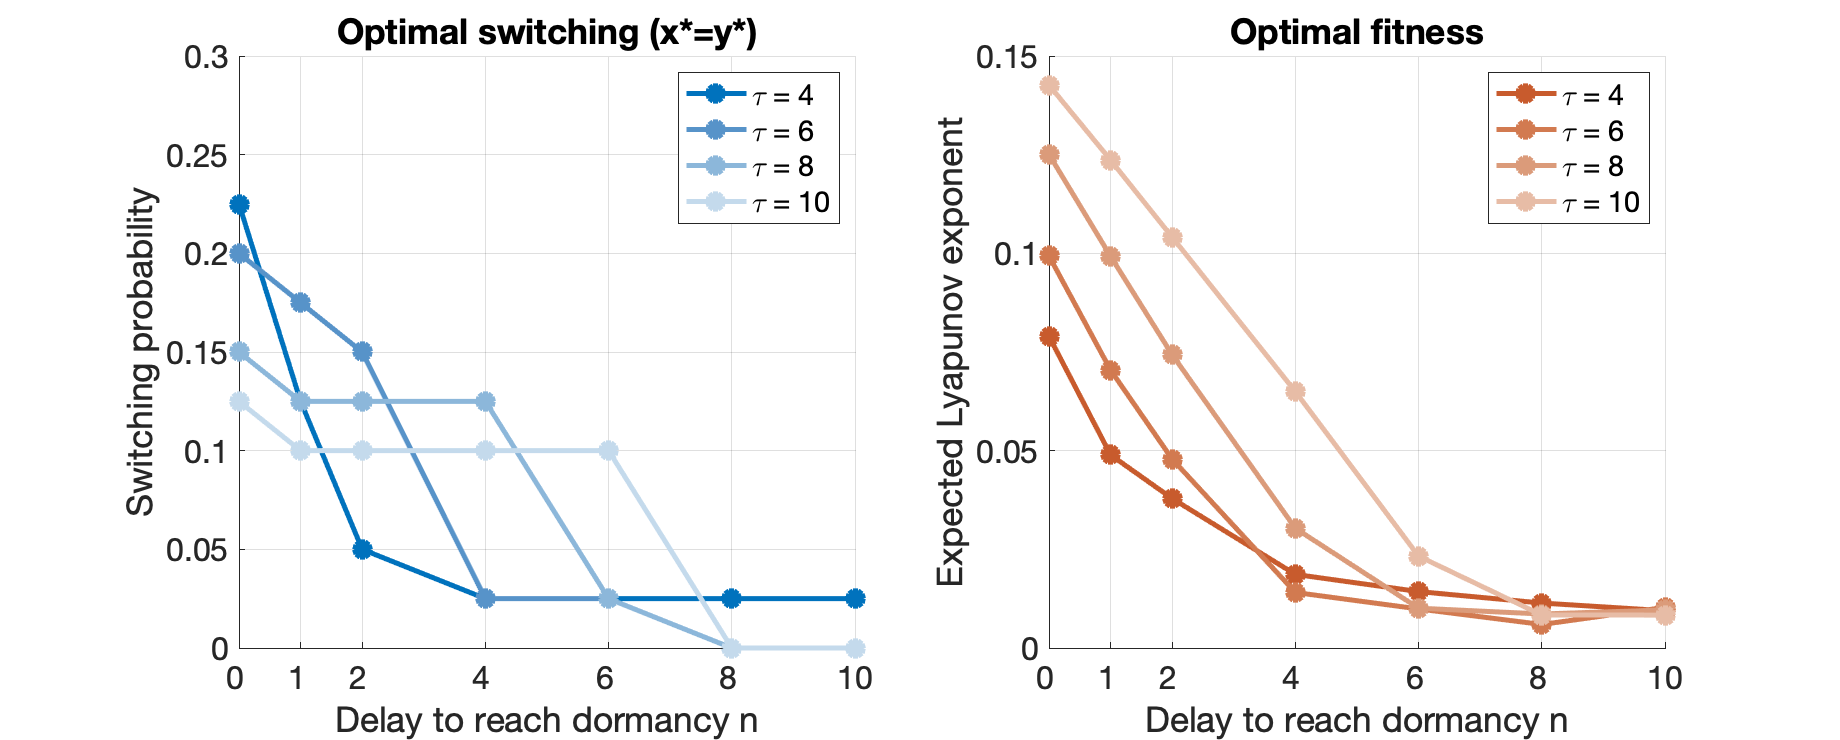 Optimal switching (x*=y*)
0.3
0.25
0.2
0.15
0.1
0.05
0
Switching probability
τ = 4
τ = 6
τ = 8
τ = 10
0 1 2 4 6 8 10
Delay to reach dormancy n
Optimal fitness
0.15
0.1
0.05
0
Expected Lyapunov exponent
τ = 4
τ = 6
τ = 8
τ = 10
0 1 2 4 6 8 10
Delay to reach dormancy n